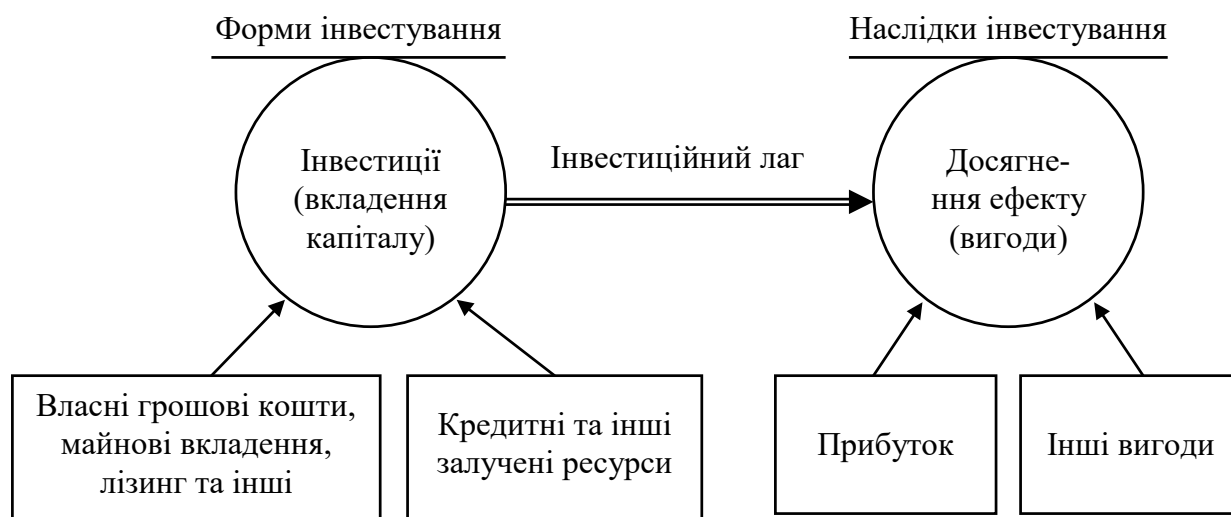 Форми інвестування
Наслідки інвестування
Інвестиції
(вкладення
капіталу)
Інвестиційний лаг
Досягне-
ння ефекту
(вигоди)
Власні грошові кошти,
майнові вкладення,
лізинг та інші
Кредитні та інші
залучені ресурси
Прибуток
Інші вигоди